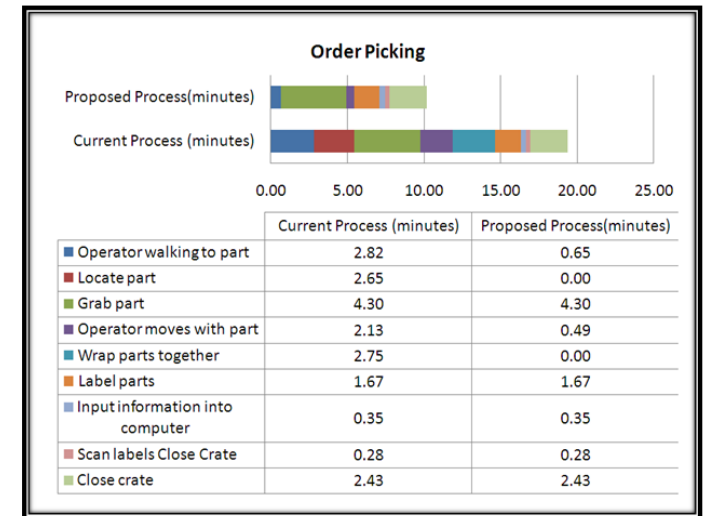 Order Picking
Proposed Process(minutes)
Current Process (minutes)
0.00 5.00 10.00 15.00 20.00 25.00
Current Process (minutes) Proposed Process(minutes)
Operator walking to part 2.82 0.65
Locate part 2.65 0.00
Grab part 4.30 4.30
Operator moves with part 2.13 0.49
Wrap parts together 2.75 0.00
Label parts 1.67 1.67
Input information into
computer 0.35 0.35
Scan labels Close Crate 0.28 0.28
Close crate 2.43 2.43